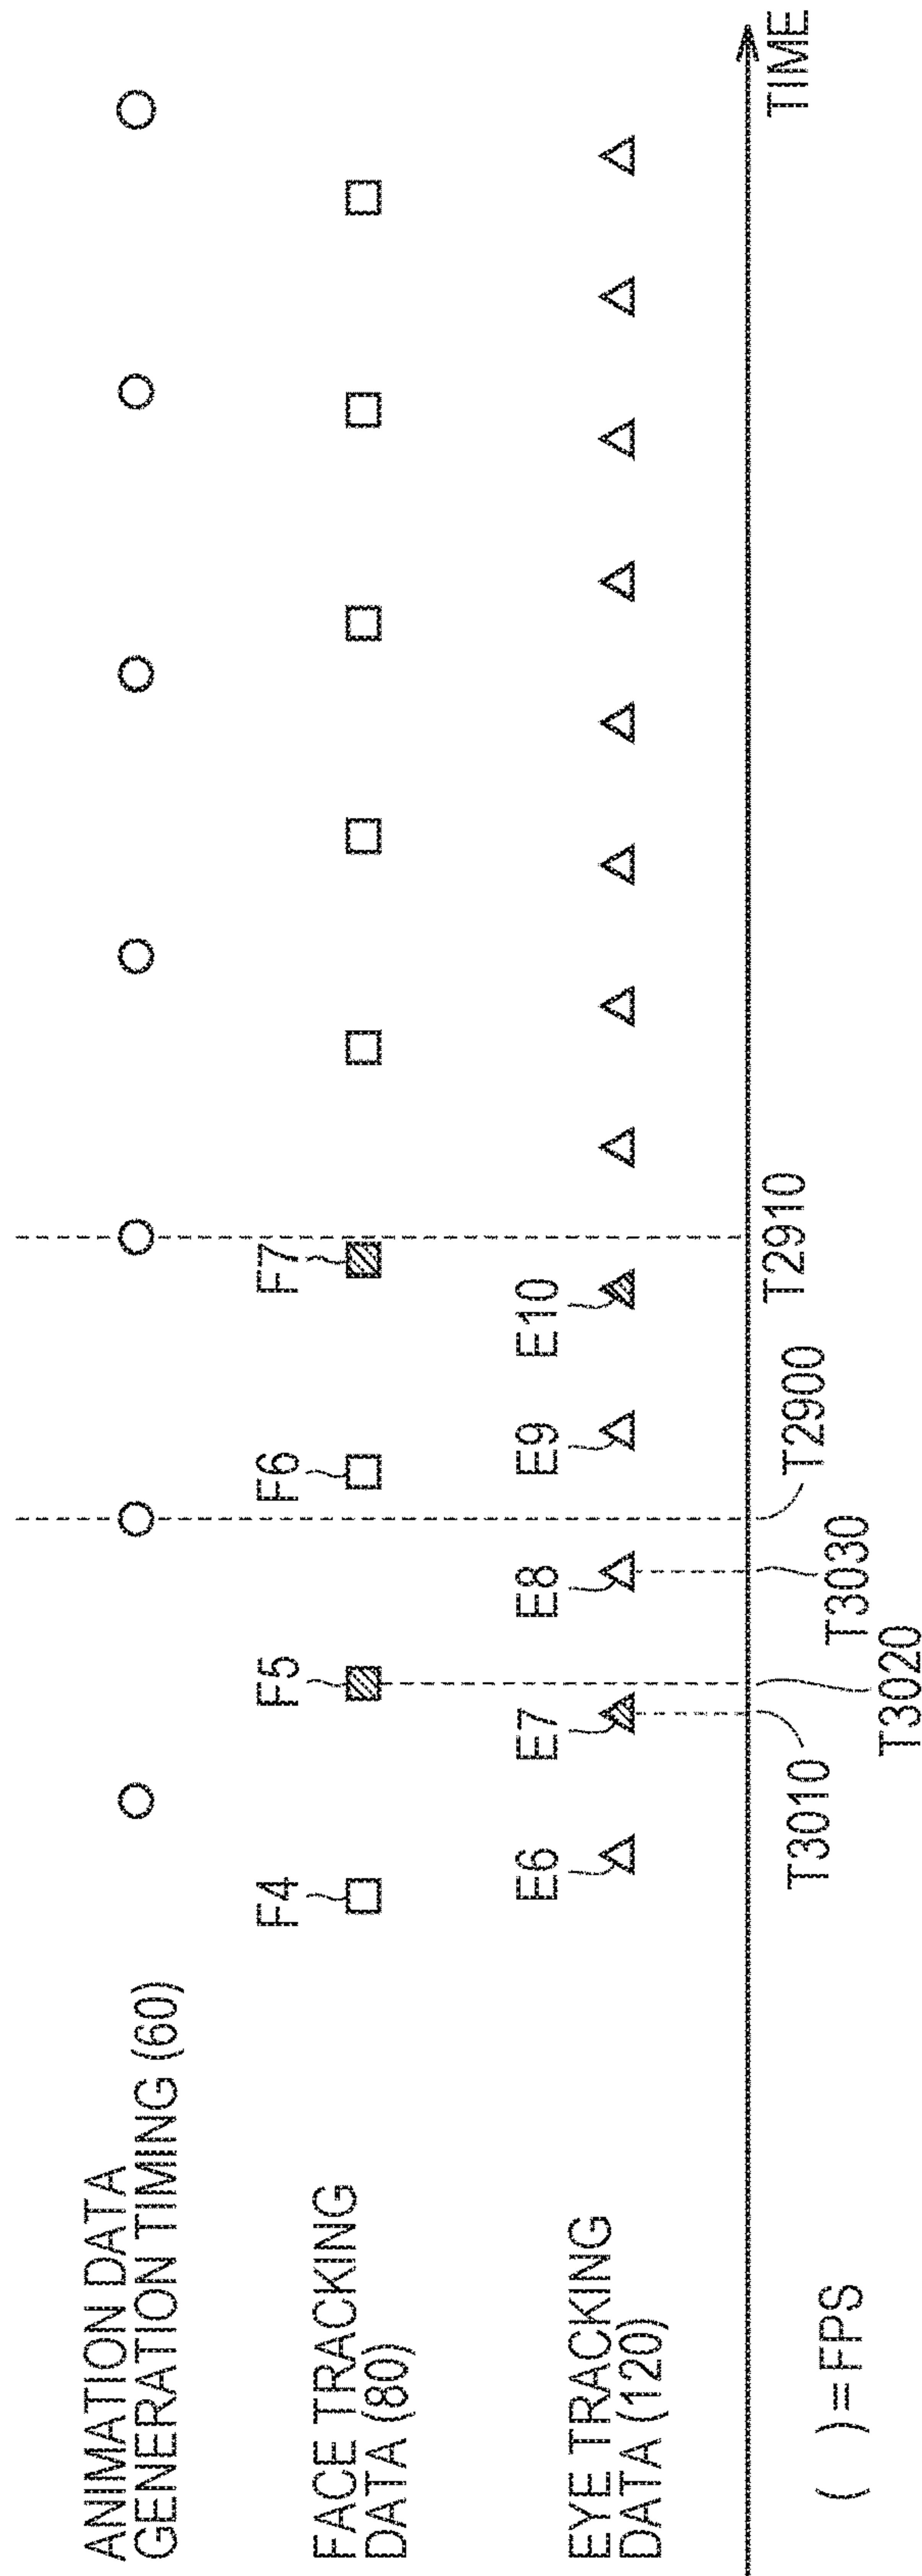 ANIMATION DATA
GENERATION TIMING (60)
FACE TRACKING
DATA (80)
F4
F5
F6
F7
EYE TRACKING
DATA (120)
E6
E7
E8
E9
E10
TIME
T3010
T3020
T3030
T2900
T2910
( ) = FPS